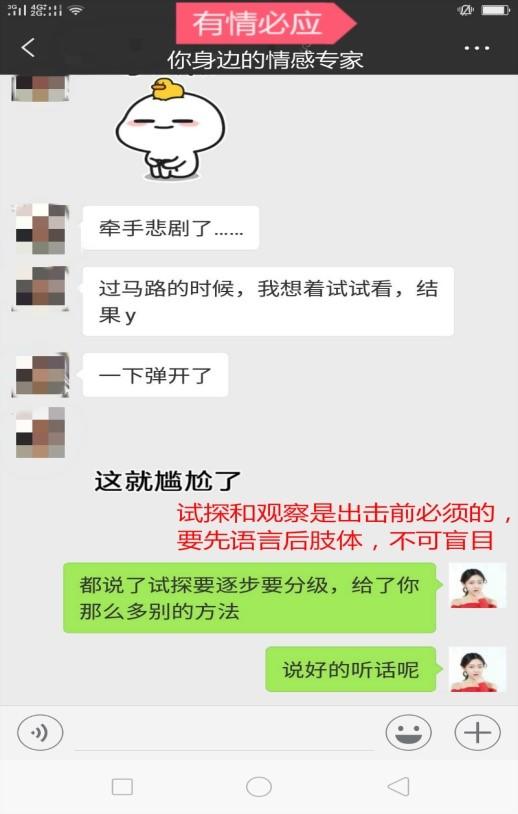 3G 4G
2G 2G
有情必应
你身边的情感专家
牵手悲剧了……
过马路的时候，我想着试试看，结
果y
一下弹开了
这就尴尬了
试探和观察是出击前必须的，
要先语言后肢体，不可盲目
都说了试探要逐步要分级，给了你
那么多别的方法
说好的听话呢